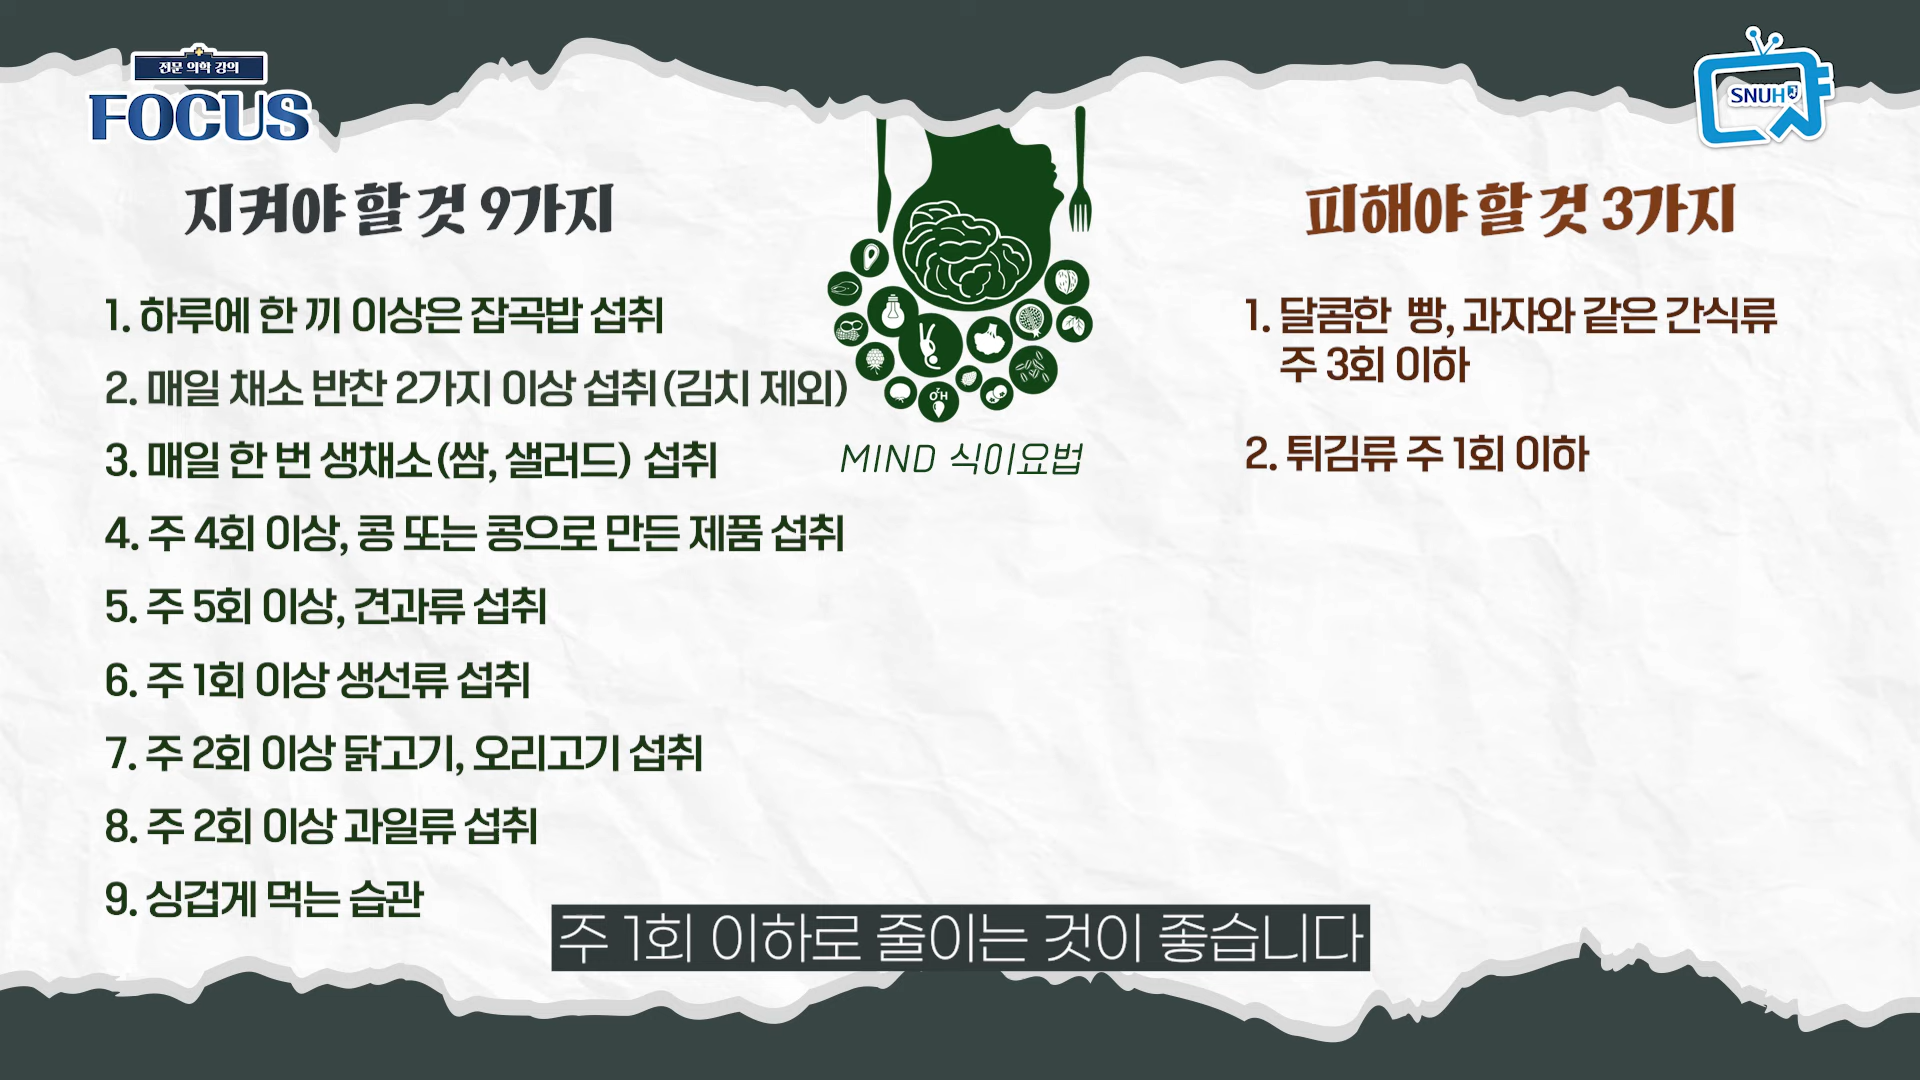 전문 의학 강의
FOCUS
SNUH
지켜야 할 것 9가지
1. 하루에 한 끼 이상은 잡곡밥 섭취
2. 매일 채소 반찬 2가지 이상 섭취(김치 제외)
3. 매일 한 번 생채소(쌈, 샐러드) 섭취
4. 주 4회 이상, 콩 또는 콩으로 만든 제품 섭취
5. 주 5회 이상, 견과류 섭취
6. 주 1회 이상 생선류 섭취
7. 주 2회 이상 닭고기, 오리고기 섭취
8. 주 2회 이상 과일류 섭취
9. 싱겁게 먹는 습관
OH
MIND 식이요법
피해야 할 것 3가지
1. 달콤한 빵, 과자와 같은 간식류
주 3회 이하
2. 튀김류 주 1회 이하
주 1회 이하로 줄이는 것이 좋습니다